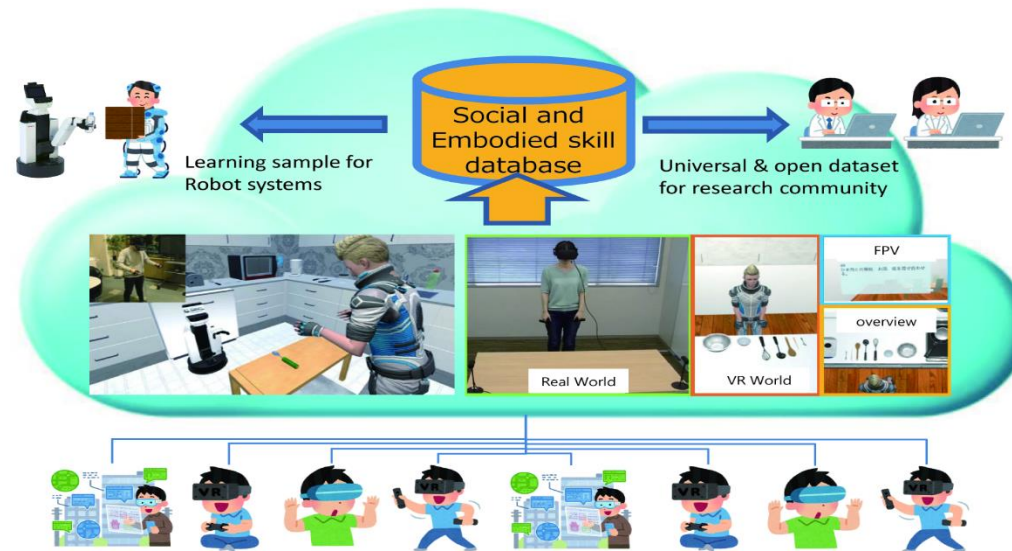 Social and
Embodied skill
database
Learning sample for
Robot systems
Universal & open dataset
for research community
Real World
VR World
FPV
overview
VR
VR
VR
VR